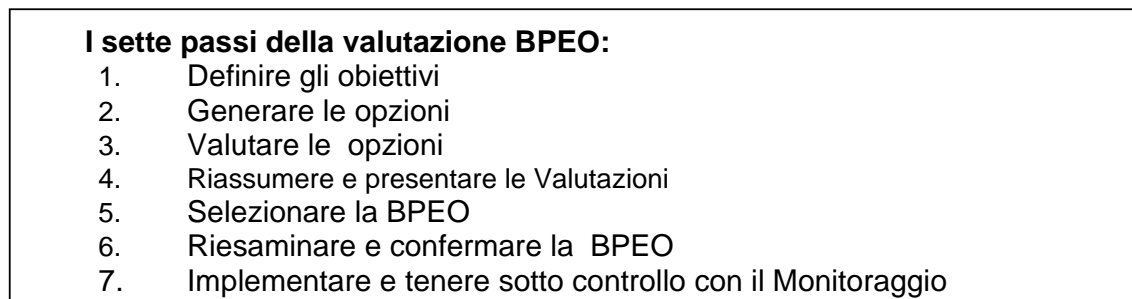 I sette passi della valutazione BPEO:
1. Definire gli obiettivi
2. Generare le opzioni
3. Valutare le opzioni
4. Riassumere e presentare le Valutazioni
5. Selezionare la BPEO
6. Riesaminare e confermare la BPEO
7. Implementare e tenere sotto controllo con il Monitoraggio